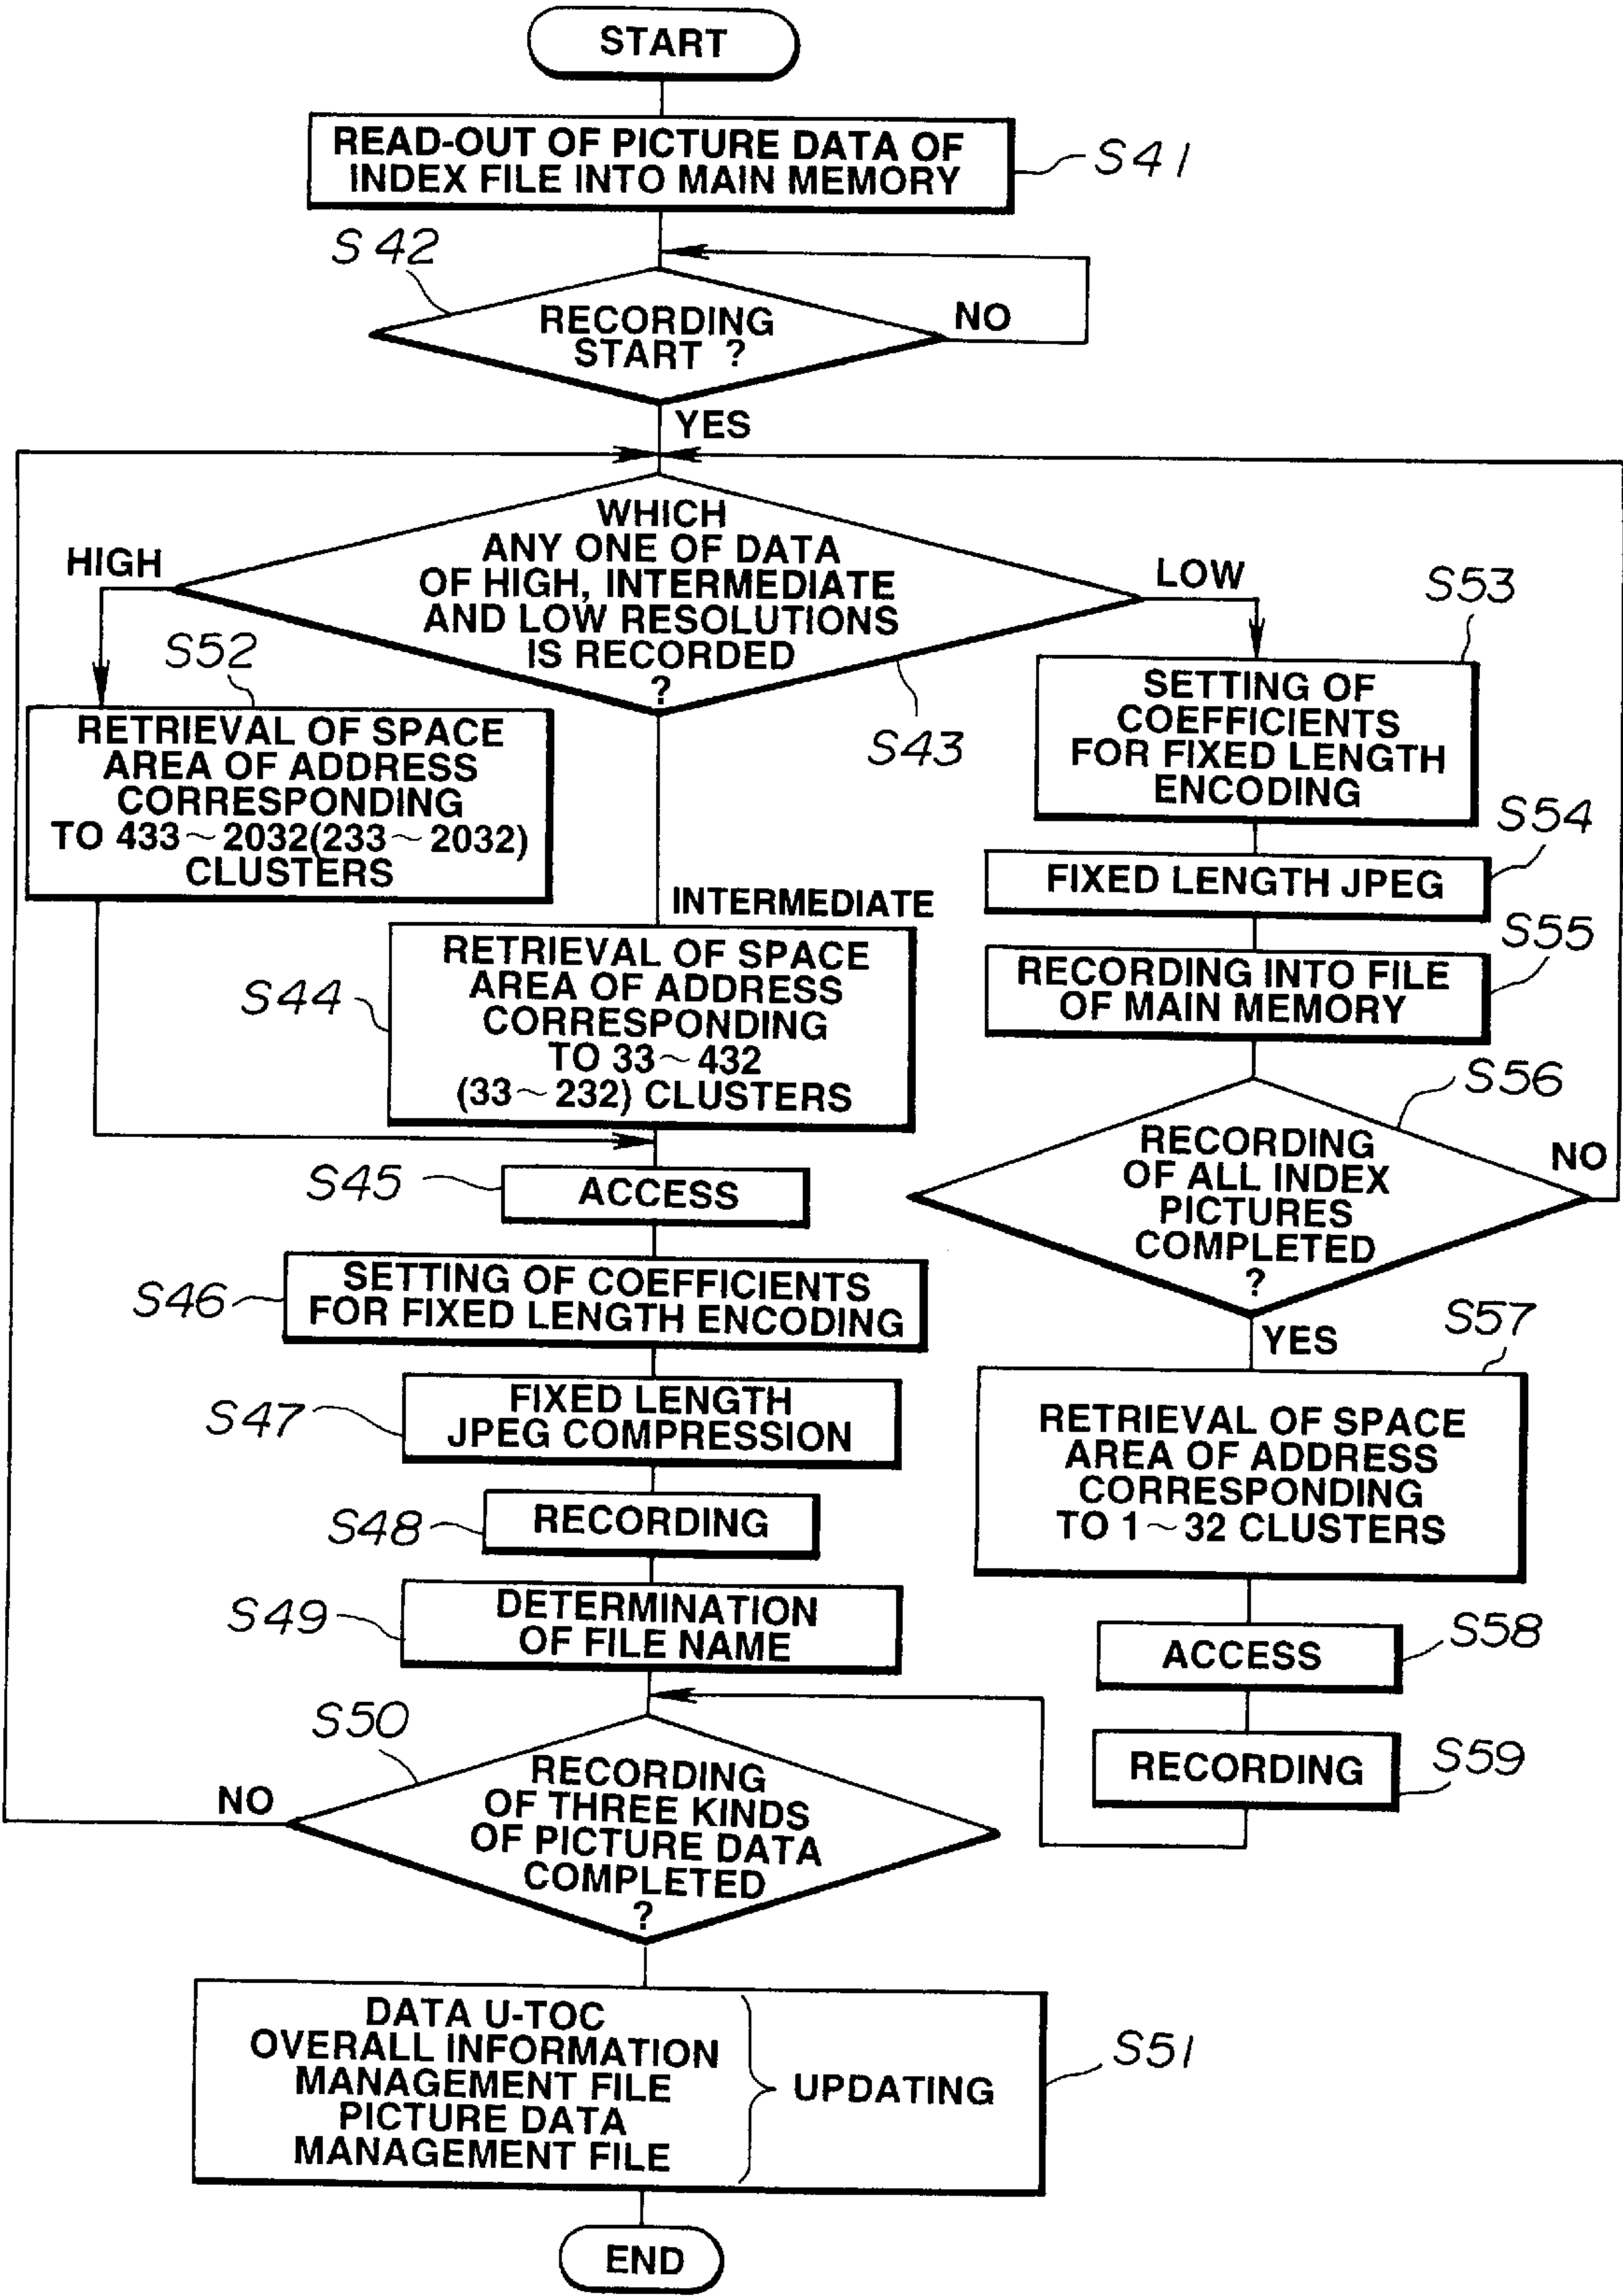 START
READ-OUT OF PICTURE DATA OF
INDEX FILE INTO MAIN MEMORY
S41
S42
RECORDING
START ?
NO
YES
WHICH
ANY ONE OF DATA
OF HIGH, INTERMEDIATE
AND LOW RESOLUTIONS
IS RECORDED
?
HIGH
LOW
S43
S52
RETRIEVAL OF SPACE
AREA OF ADDRESS
CORRESPONDING
TO 433~2032(233~2032)
CLUSTERS
INTERMEDIATE
S44
RETRIEVAL OF SPACE
AREA OF ADDRESS
CORRESPONDING
TO 33~432
(33~232) CLUSTERS
S45
ACCESS
S46
SETTING OF COEFFICIENTS
FOR FIXED LENGTH ENCODING
S47
FIXED LENGTH
JPEG COMPRESSION
S48
RECORDING
S49
DETERMINATION
OF FILE NAME
S50
NO
RECORDING
OF THREE KINDS
OF PICTURE DATA
COMPLETED
?
S53
SETTING OF
COEFFICIENTS
FOR FIXED LENGTH
ENCODING
S54
FIXED LENGTH JPEG
S55
RECORDING INTO FILE
OF MAIN MEMORY
S56
RECORDING
OF ALL INDEX
PICTURES
COMPLETED
?
NO
YES
S57
RETRIEVAL OF SPACE
AREA OF ADDRESS
CORRESPONDING
TO 1~32 CLUSTERS
ACCESS
S58
RECORDING
S59
DATA U-TOC
OVERALL INFORMATION
MANAGEMENT FILE
PICTURE DATA
MANAGEMENT FILE
UPDATING
S51
END